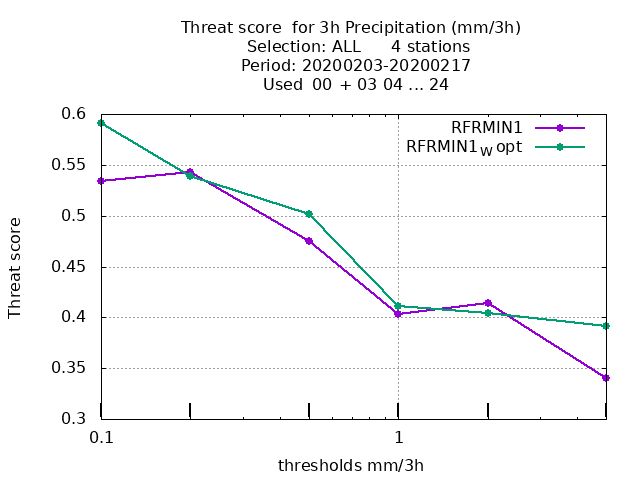 Threat score  for 3h Precipitation (mm/3h)
Selection: ALL      4 stations
Period: 20200203-20200217
Used  00 + 03 04 ... 24
RFRMIN1
RFRMIN1W opt
0.6
0.55
0.5
0.45
0.4
0.35
0.3
Threat score
0.1
1
thresholds mm/3h